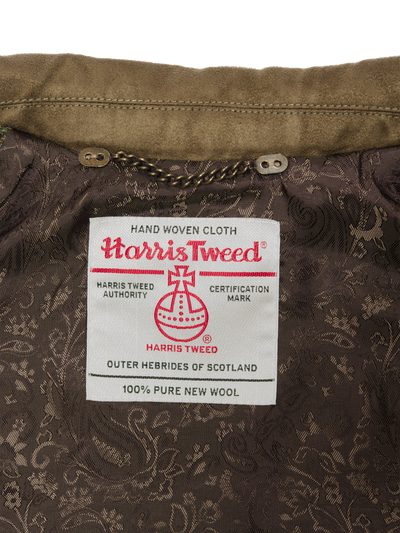 HAND WOVEN CLOTH
Harris Tweed®
HARRIS TWEED AUTHORITY
CERTIFICATION MARK
®
HARRIS TWEED
OUTER HEBRIDES OF SCOTLAND
100% PURE NEW WOOL